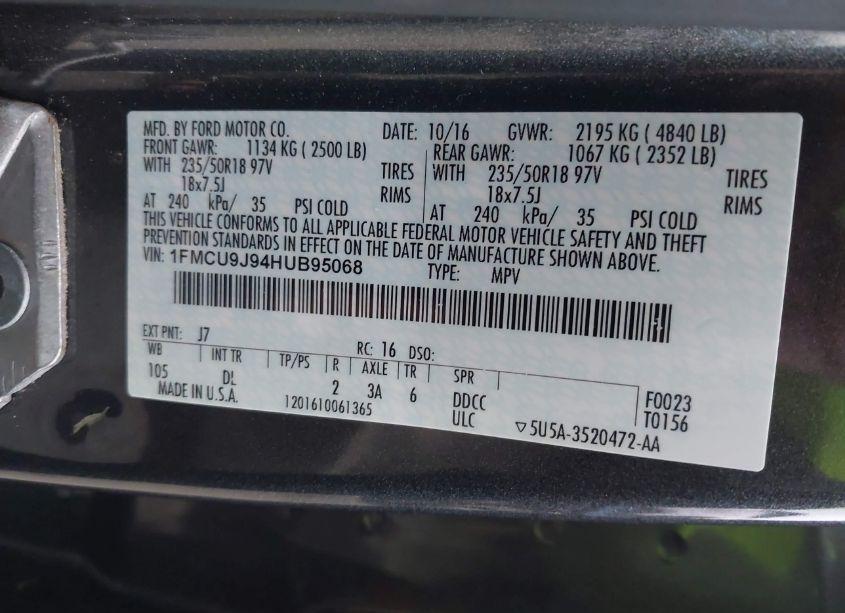 MFD. BY FORD MOTOR CO. DATE: 10/16 GVWR: 2195 KG ( 4840 LB)
FRONT GAWR: 1134 KG ( 2500 LB) REAR GAWR: 1067 KG ( 2352 LB)
WITH 235/50R18 97V TIRES WITH 235/50R18 97V TIRES
18x7.5J RIMS 18x7.5J RIMS
AT 240 kPa/ 35 PSI COLD AT 240 kPa/ 35 PSI COLD
THIS VEHICLE CONFORMS TO ALL APPLICABLE FEDERAL MOTOR VEHICLE SAFETY AND THEFT
PREVENTION STANDARDS IN EFFECT ON THE DATE OF MANUFACTURE SHOWN ABOVE.
VIN: 1FMCU9J94HUB95068 TYPE: MPV
EXT PNT: J7 RC: 16 DSO:
WB INT TR TP/PS R AXLE TR SPR
105 DL 2 3A 6 DDCC F0023
MADE IN U.S.A. 1201610061365 ULC T0156
▽5U5A-3520472-AA